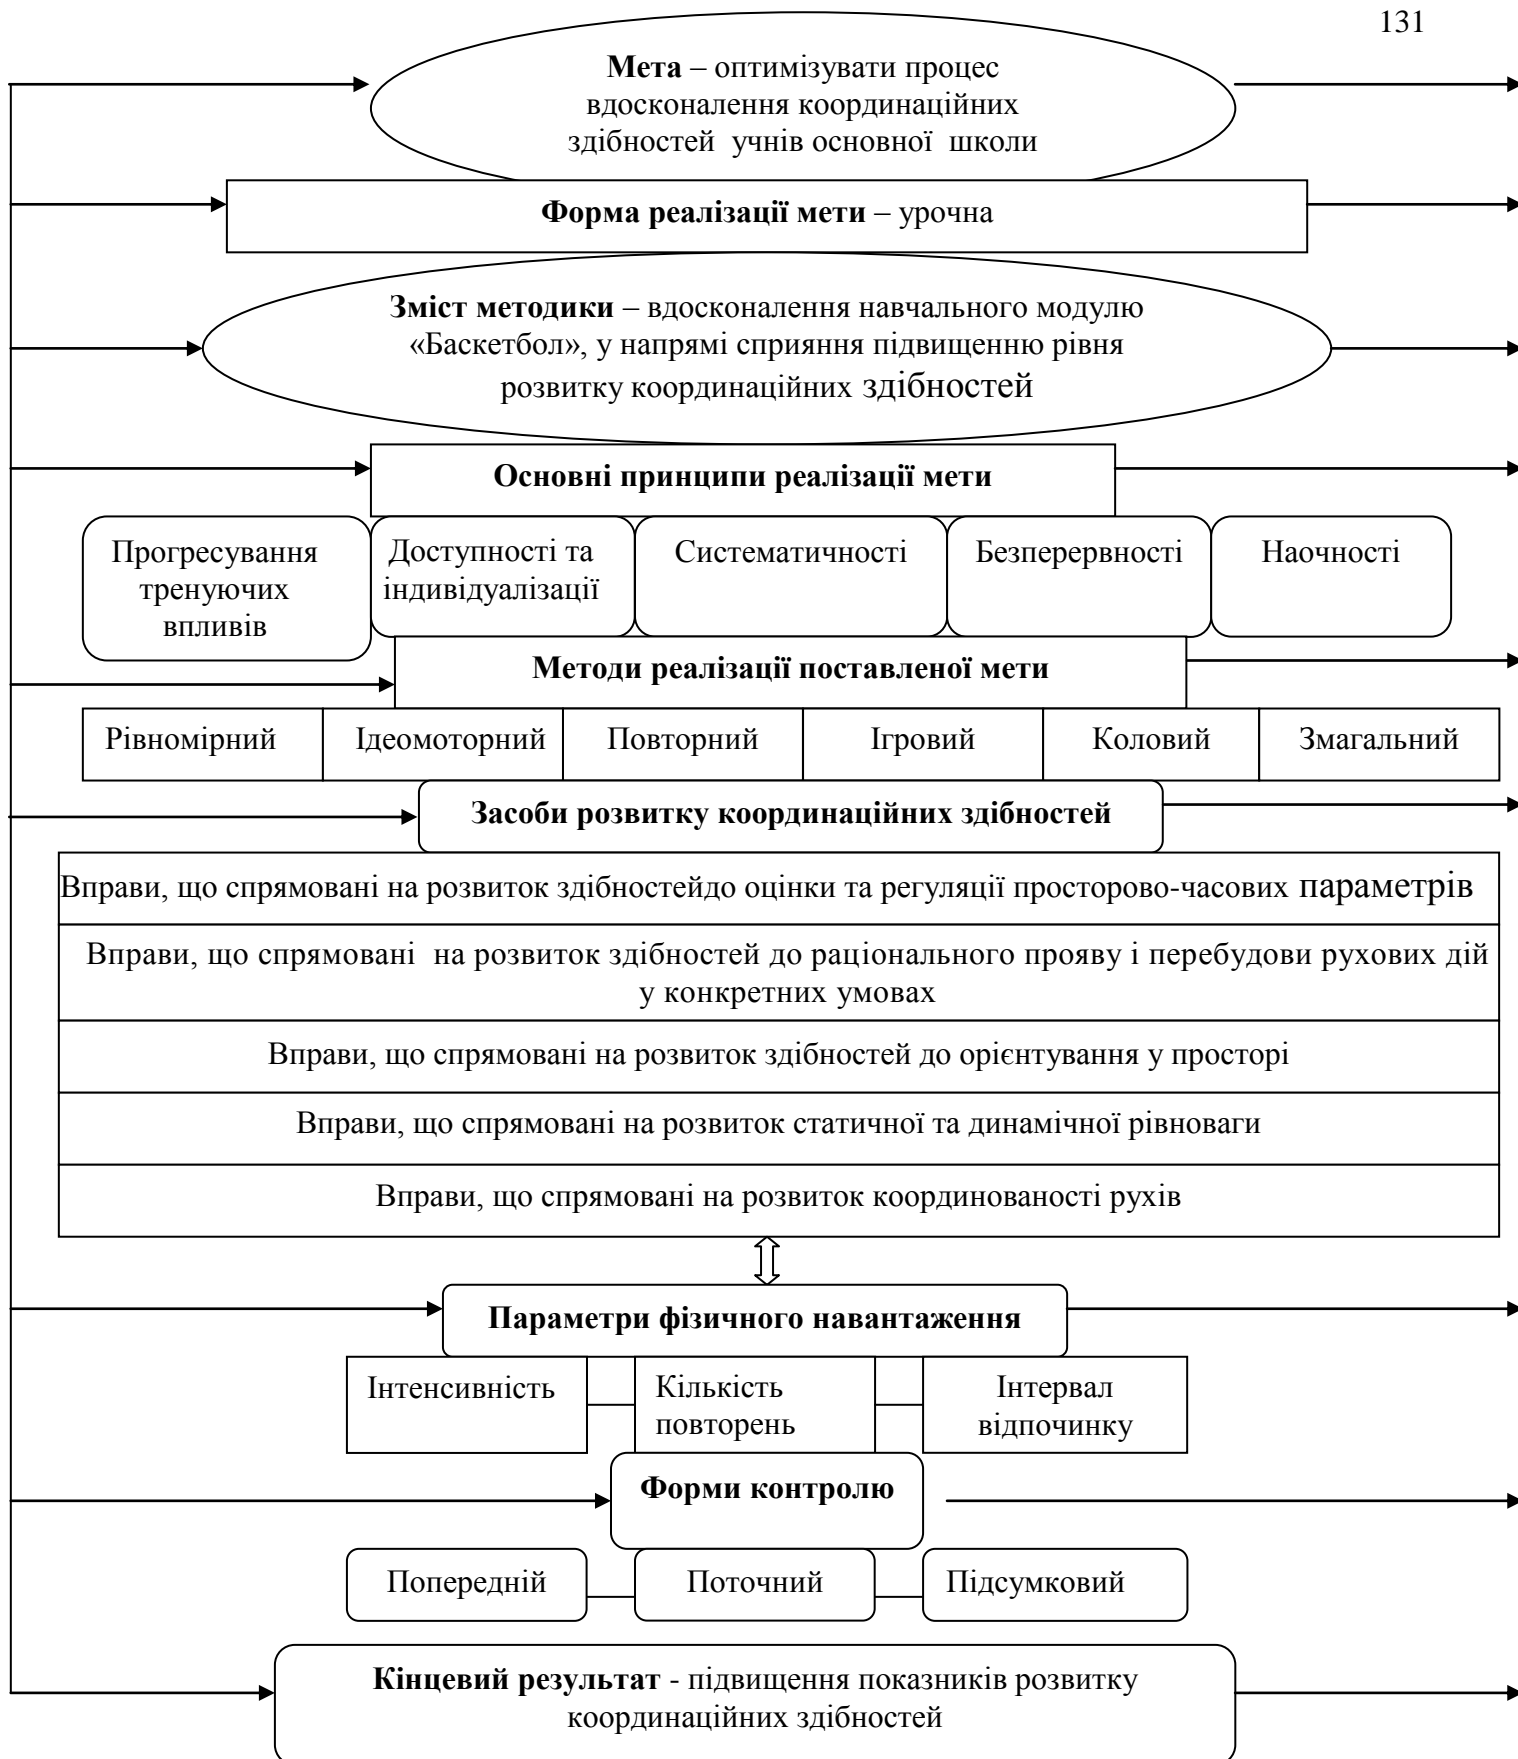 131
Мета – оптимізувати процес
вдосконалення координаційних
здібностей учнів основної школи
Форма реалізації мети – урочна
Зміст методики – вдосконалення навчального модулю
«Баскетбол», у напрямі сприяння підвищенню рівня
розвитку координаційних здібностей
Основні принципи реалізації мети
Прогресування
тренуючих
впливів
Доступності та
індивідуалізації
Систематичності
Безперервності
Наочності
Методи реалізації поставленої мети
Рівномірний
Ідеомоторний
Повторний
Ігровий
Коловий
Змагальний
Засоби розвитку координаційних здібностей
Вправи, що спрямовані на розвиток здібностейдо оцінки та регуляції просторово-часових параметрів
Вправи, що спрямовані на розвиток здібностей до раціонального прояву і перебудови рухових дій
у конкретних умовах
Вправи, що спрямовані на розвиток здібностей до орієнтування у просторі
Вправи, що спрямовані на розвиток статичної та динамічної рівноваги
Вправи, що спрямовані на розвиток координованості рухів
Параметри фізичного навантаження
Інтенсивність
Кількість
повторень
Інтервал
відпочинку
Форми контролю
Попередній
Поточний
Підсумковий
Кінцевий результат - підвищення показників розвитку
координаційних здібностей